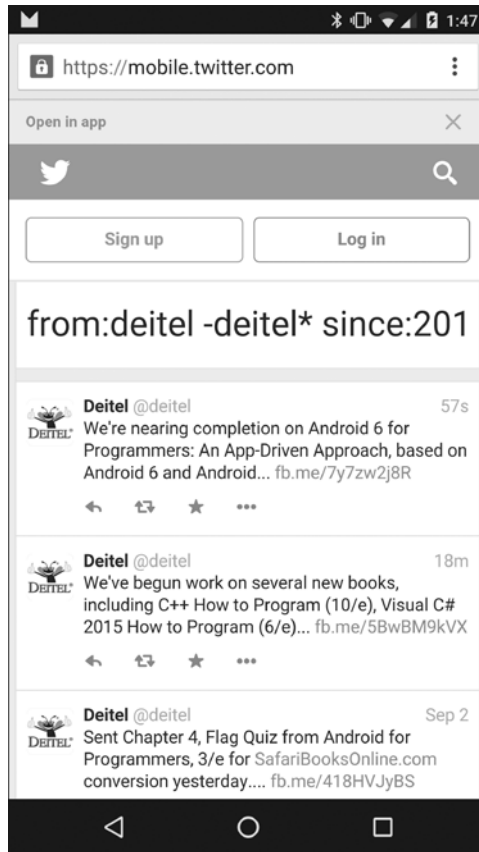 1:47
https://mobile.twitter.com
Open in app
Sign up
Log in
from:deitel -deitel* since:201
Deitel @deitel 57s
DEITEL
We're nearing completion on Android 6 for
Programmers: An App-Driven Approach, based on
Android 6 and Android... fb.me/7y7zw2j8R
Deitel @deitel 18m
DEITEL
We've begun work on several new books,
including C++ How to Program (10/e), Visual C#
2015 How to Program (6/e)... fb.me/5BwBM9kVX
Deitel @deitel Sep 2
DEITEL
Sent Chapter 4, Flag Quiz from Android for
Programmers, 3/e for SafariBooksOnline.com
conversion yesterday.... fb.me/418HVJyBS